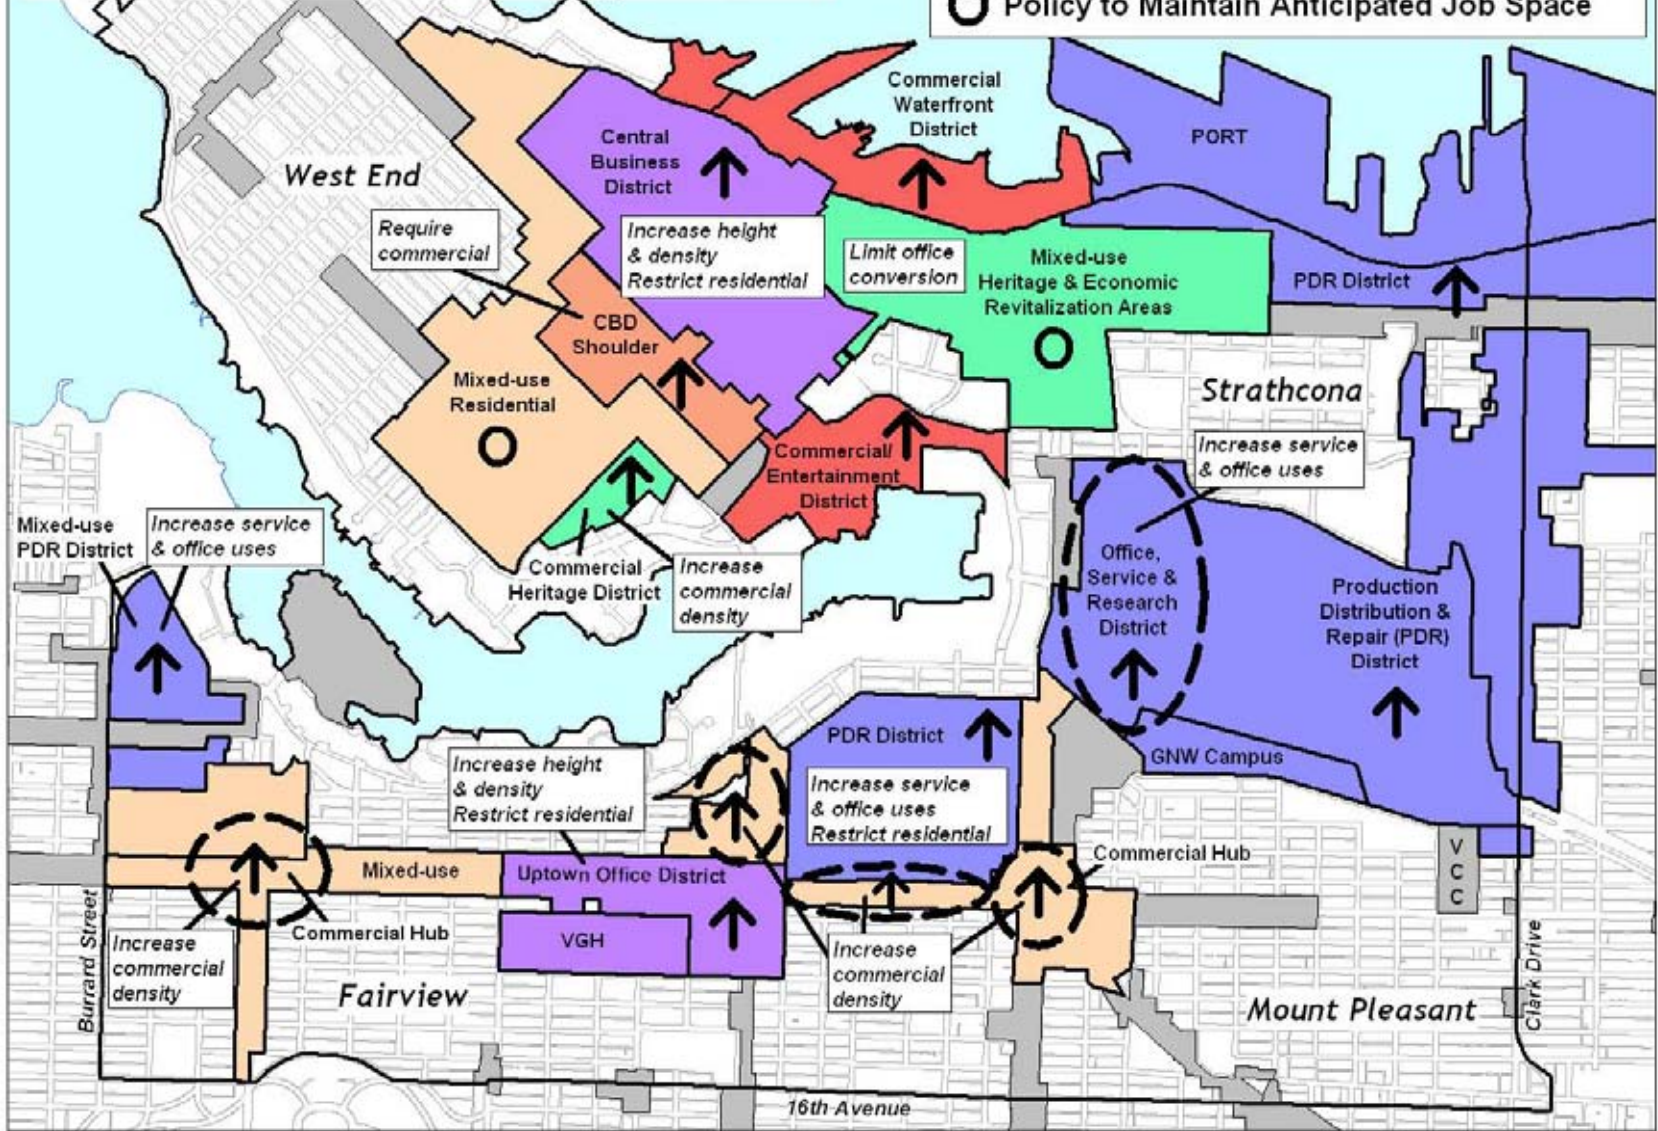 Policy to Maintain Anticipated Job Space
Commercial
Waterfront
District
PORT
Central
Business
District
West End
Require
commercial
Increase height
& density
Restrict residential
Limit office
conversion
Mixed-use
Heritage & Economic
Revitalization Areas
PDR District
CBD
Shoulder
Mixed-use
Residential
Strathcona
Commercial/
Entertainment
District
Increase service
& office uses
Mixed-use
PDR District
Increase service
& office uses
Commercial
Heritage District
Increase
commercial
density
Office,
Service &
Research
District
Production
Distribution &
Repair (PDR)
District
PDR District
GNW Campus
Increase height
& density
Restrict residential
Increase service
& office uses
Restrict residential
Commercial Hub
V
C
C
Mixed-use
Uptown Office District
VGH
Burrard Street
Increase
commercial
density
Commercial Hub
Increase
commercial
density
Fairview
Mount Pleasant
Clark Drive
16th Avenue